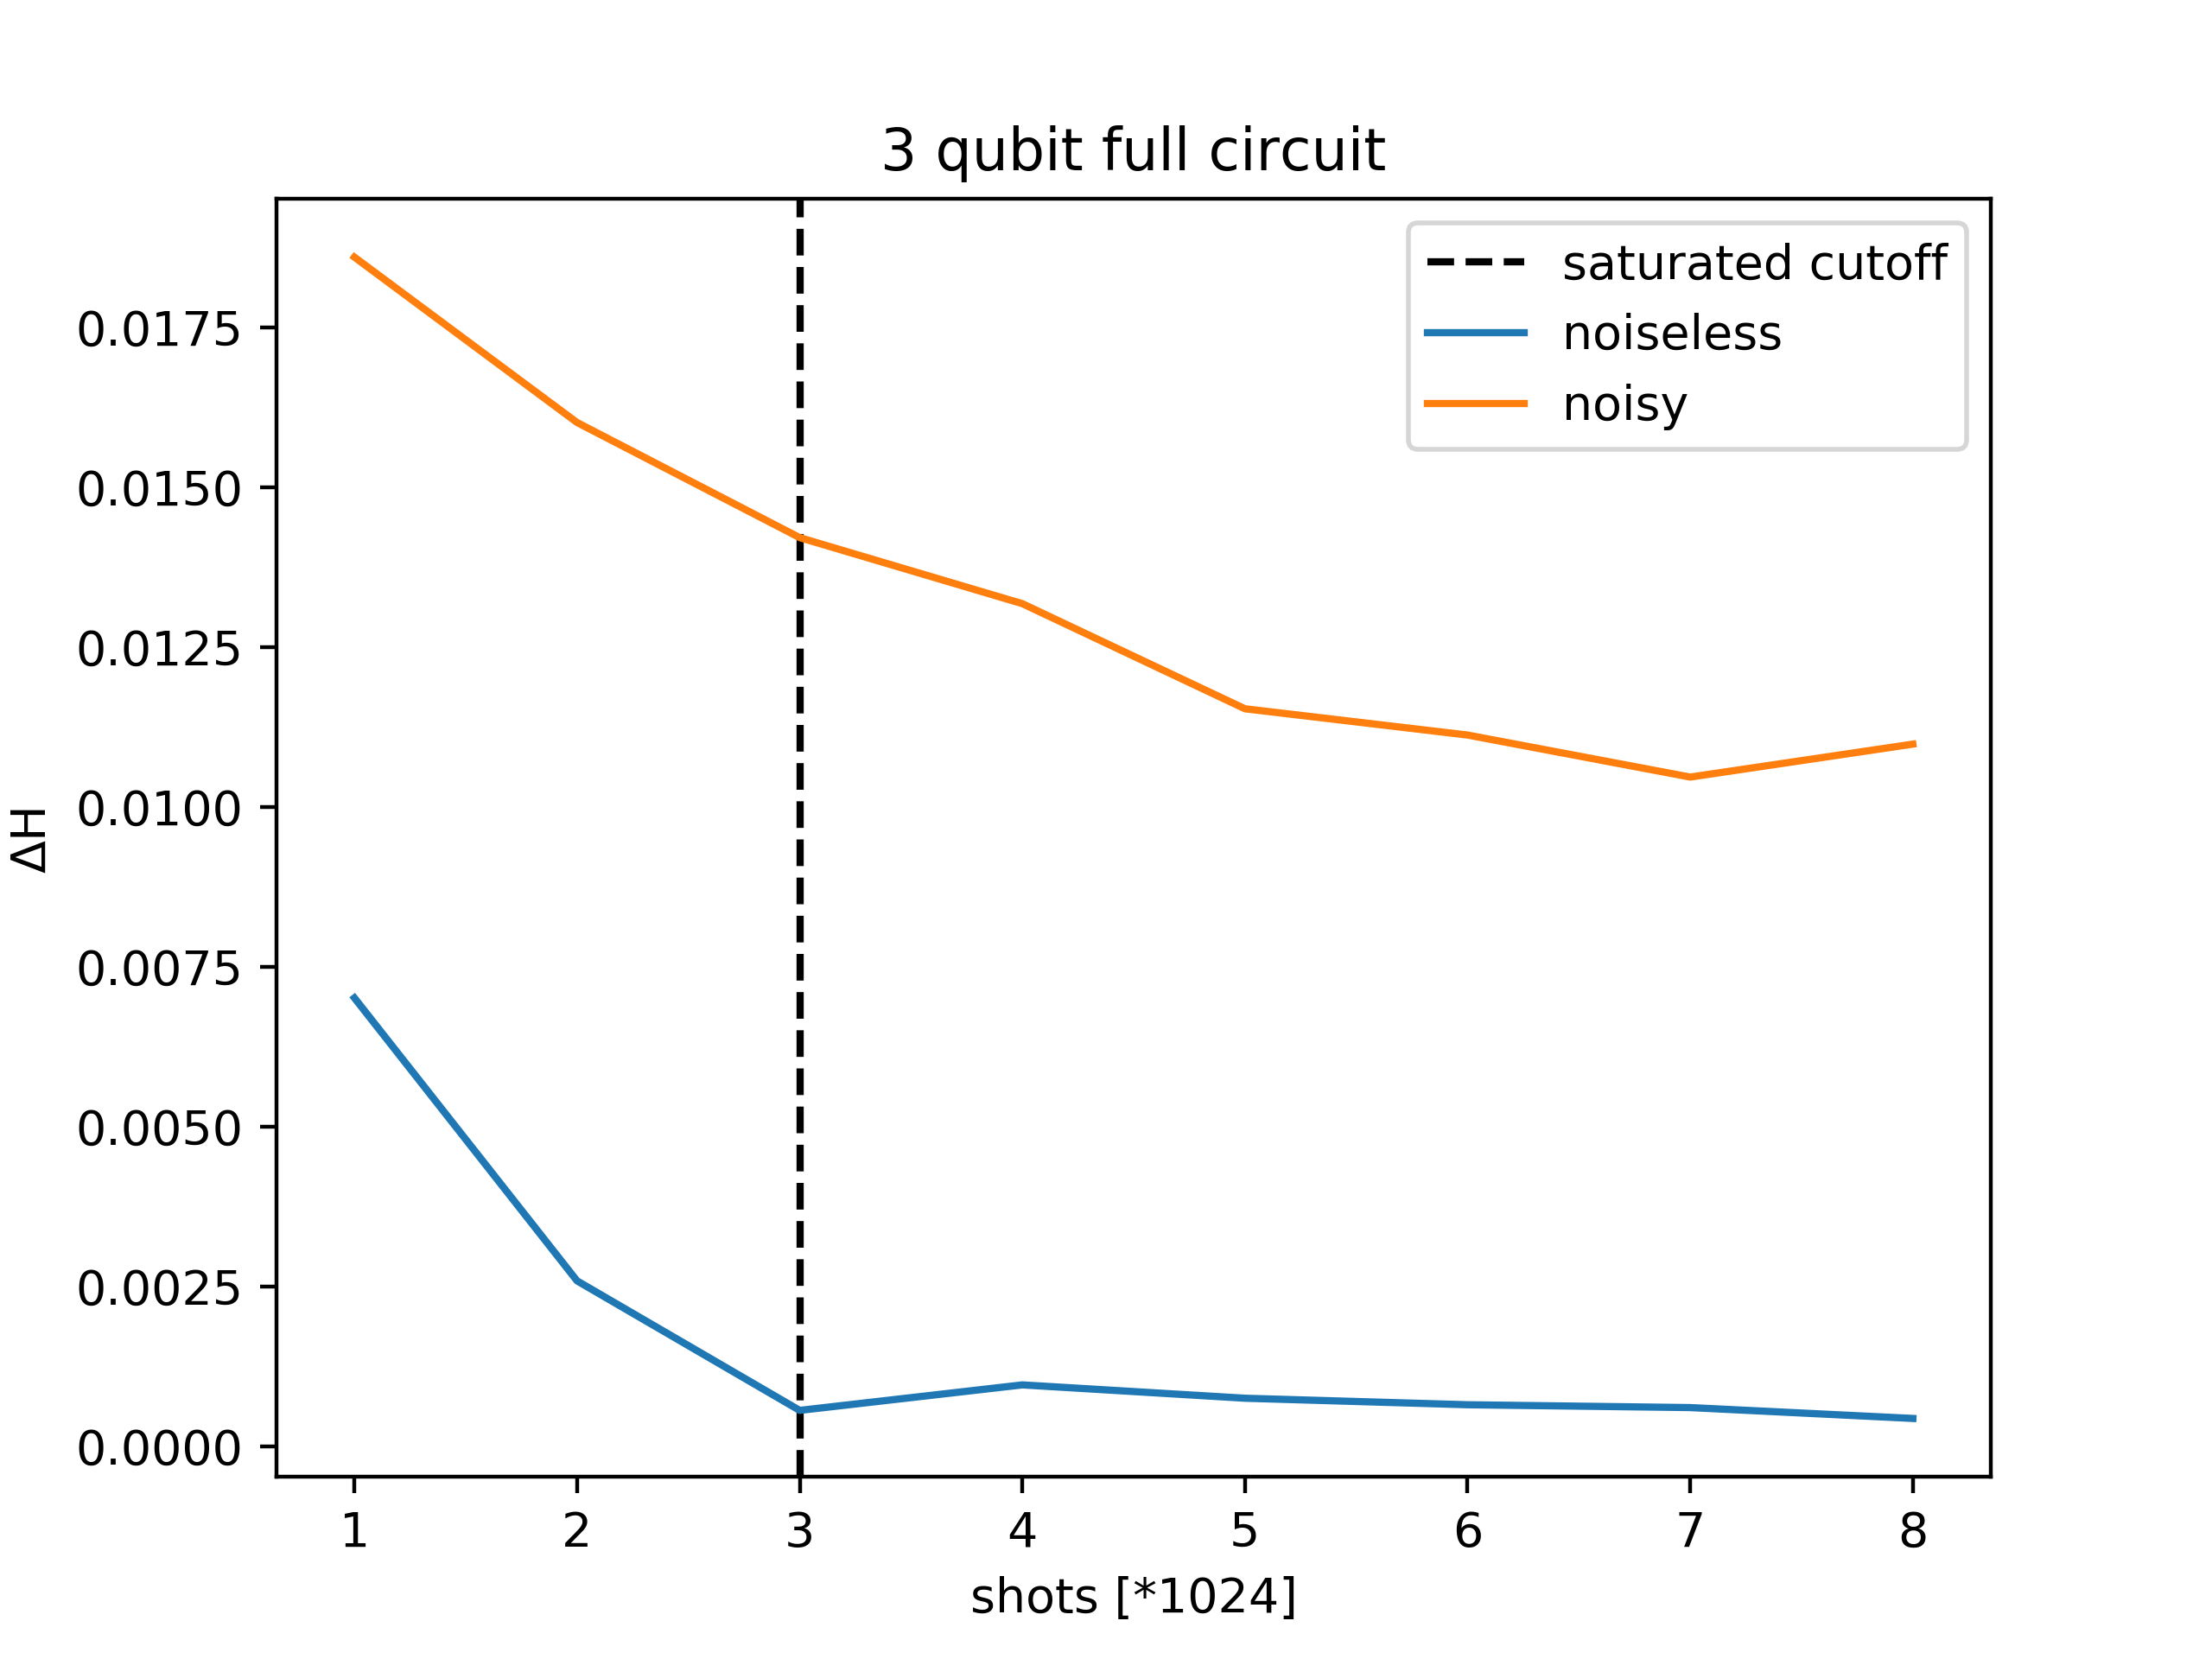 3 qubit full circuit
saturated cutoff
noiseless
noisy
0.0175
0.0150
0.0125
0.0100
0.0075
0.0050
0.0025
0.0000
ΔH
1 2 3 4 5 6 7 8
shots [*1024]